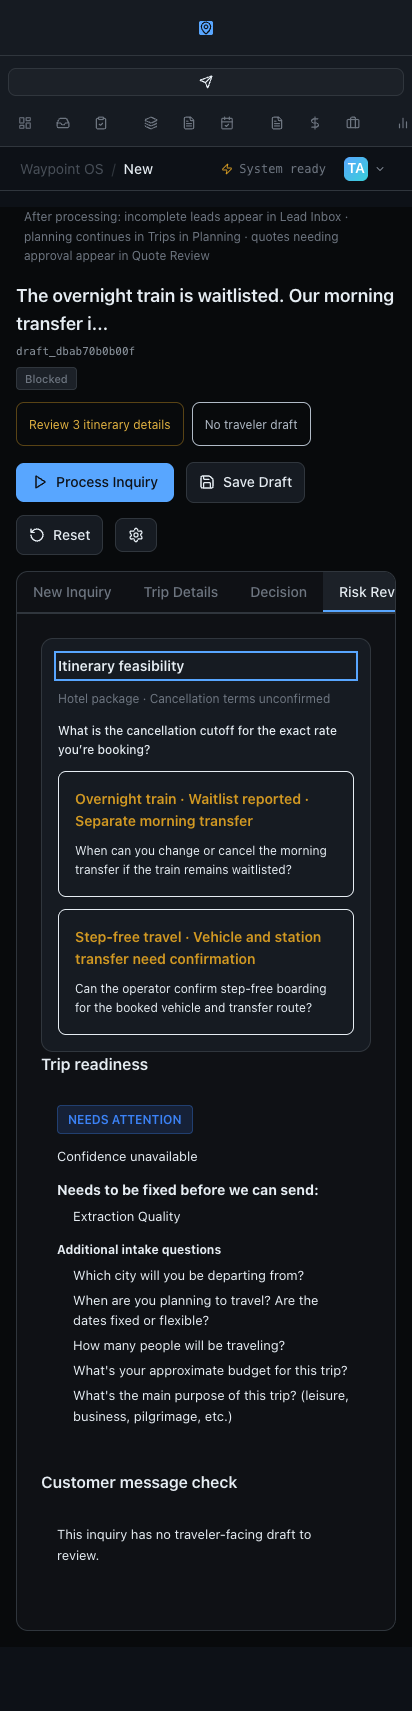 Waypoint OS / New
System ready
TA
After processing: incomplete leads appear in Lead Inbox ·
planning continues in Trips in Planning · quotes needing
approval appear in Quote Review
The overnight train is waitlisted. Our morning
transfer i...
draft_dbab70b0b00f
Blocked
Review 3 itinerary details
No traveler draft
Process Inquiry
Save Draft
Reset
New Inquiry
Trip Details
Decision
Risk Rev
Itinerary feasibility
Hotel package · Cancellation terms unconfirmed
What is the cancellation cutoff for the exact rate
you’re booking?
Overnight train · Waitlist reported ·
Separate morning transfer
When can you change or cancel the morning
transfer if the train remains waitlisted?
Step-free travel · Vehicle and station
transfer need confirmation
Can the operator confirm step-free boarding
for the booked vehicle and transfer route?
Trip readiness
NEEDS ATTENTION
Confidence unavailable
Needs to be fixed before we can send:
Extraction Quality
Additional intake questions
Which city will you be departing from?
When are you planning to travel? Are the
dates fixed or flexible?
How many people will be traveling?
What's your approximate budget for this trip?
What's the main purpose of this trip? (leisure,
business, pilgrimage, etc.)
Customer message check
This inquiry has no traveler-facing draft to
review.